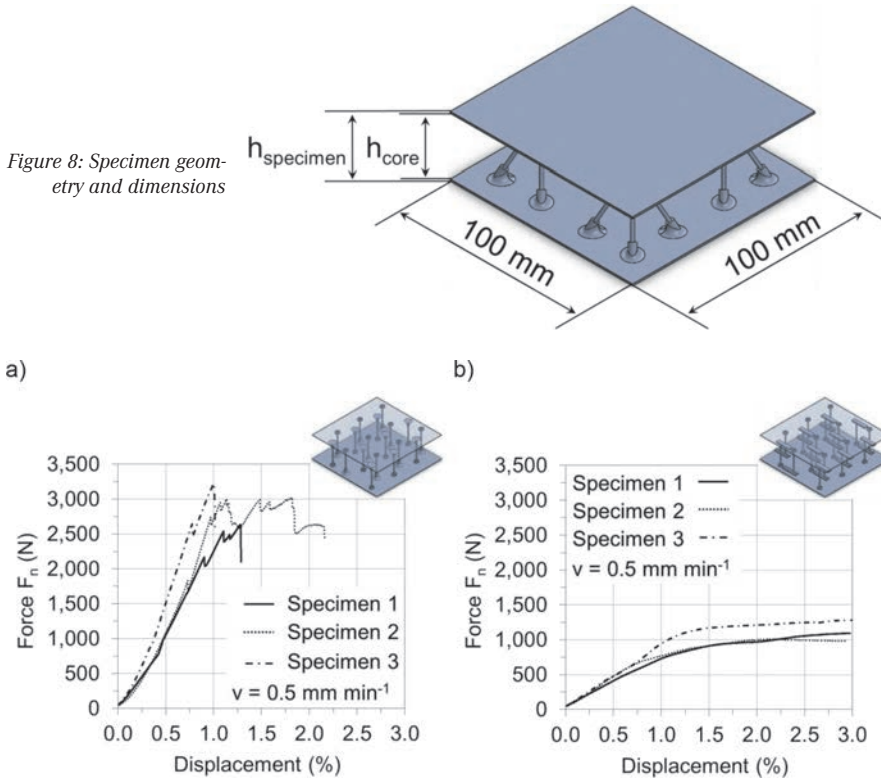 Figure 8: Specimen geom-
etry and dimensions
h_specimen
h_core
100 mm
100 mm
a)
Force F_n (N)
3,500
3,000
2,500
2,000
1,500
1,000
500
0
Specimen 1
Specimen 2
Specimen 3
v = 0.5 mm min⁻¹
0.0 0.5 1.0 1.5 2.0 2.5 3.0
Displacement (%)
b)
Force F_n (N)
3,500
3,000
2,500
2,000
1,500
1,000
500
0
Specimen 1
Specimen 2
Specimen 3
v = 0.5 mm min⁻¹
0.0 0.5 1.0 1.5 2.0 2.5 3.0
Displacement (%)